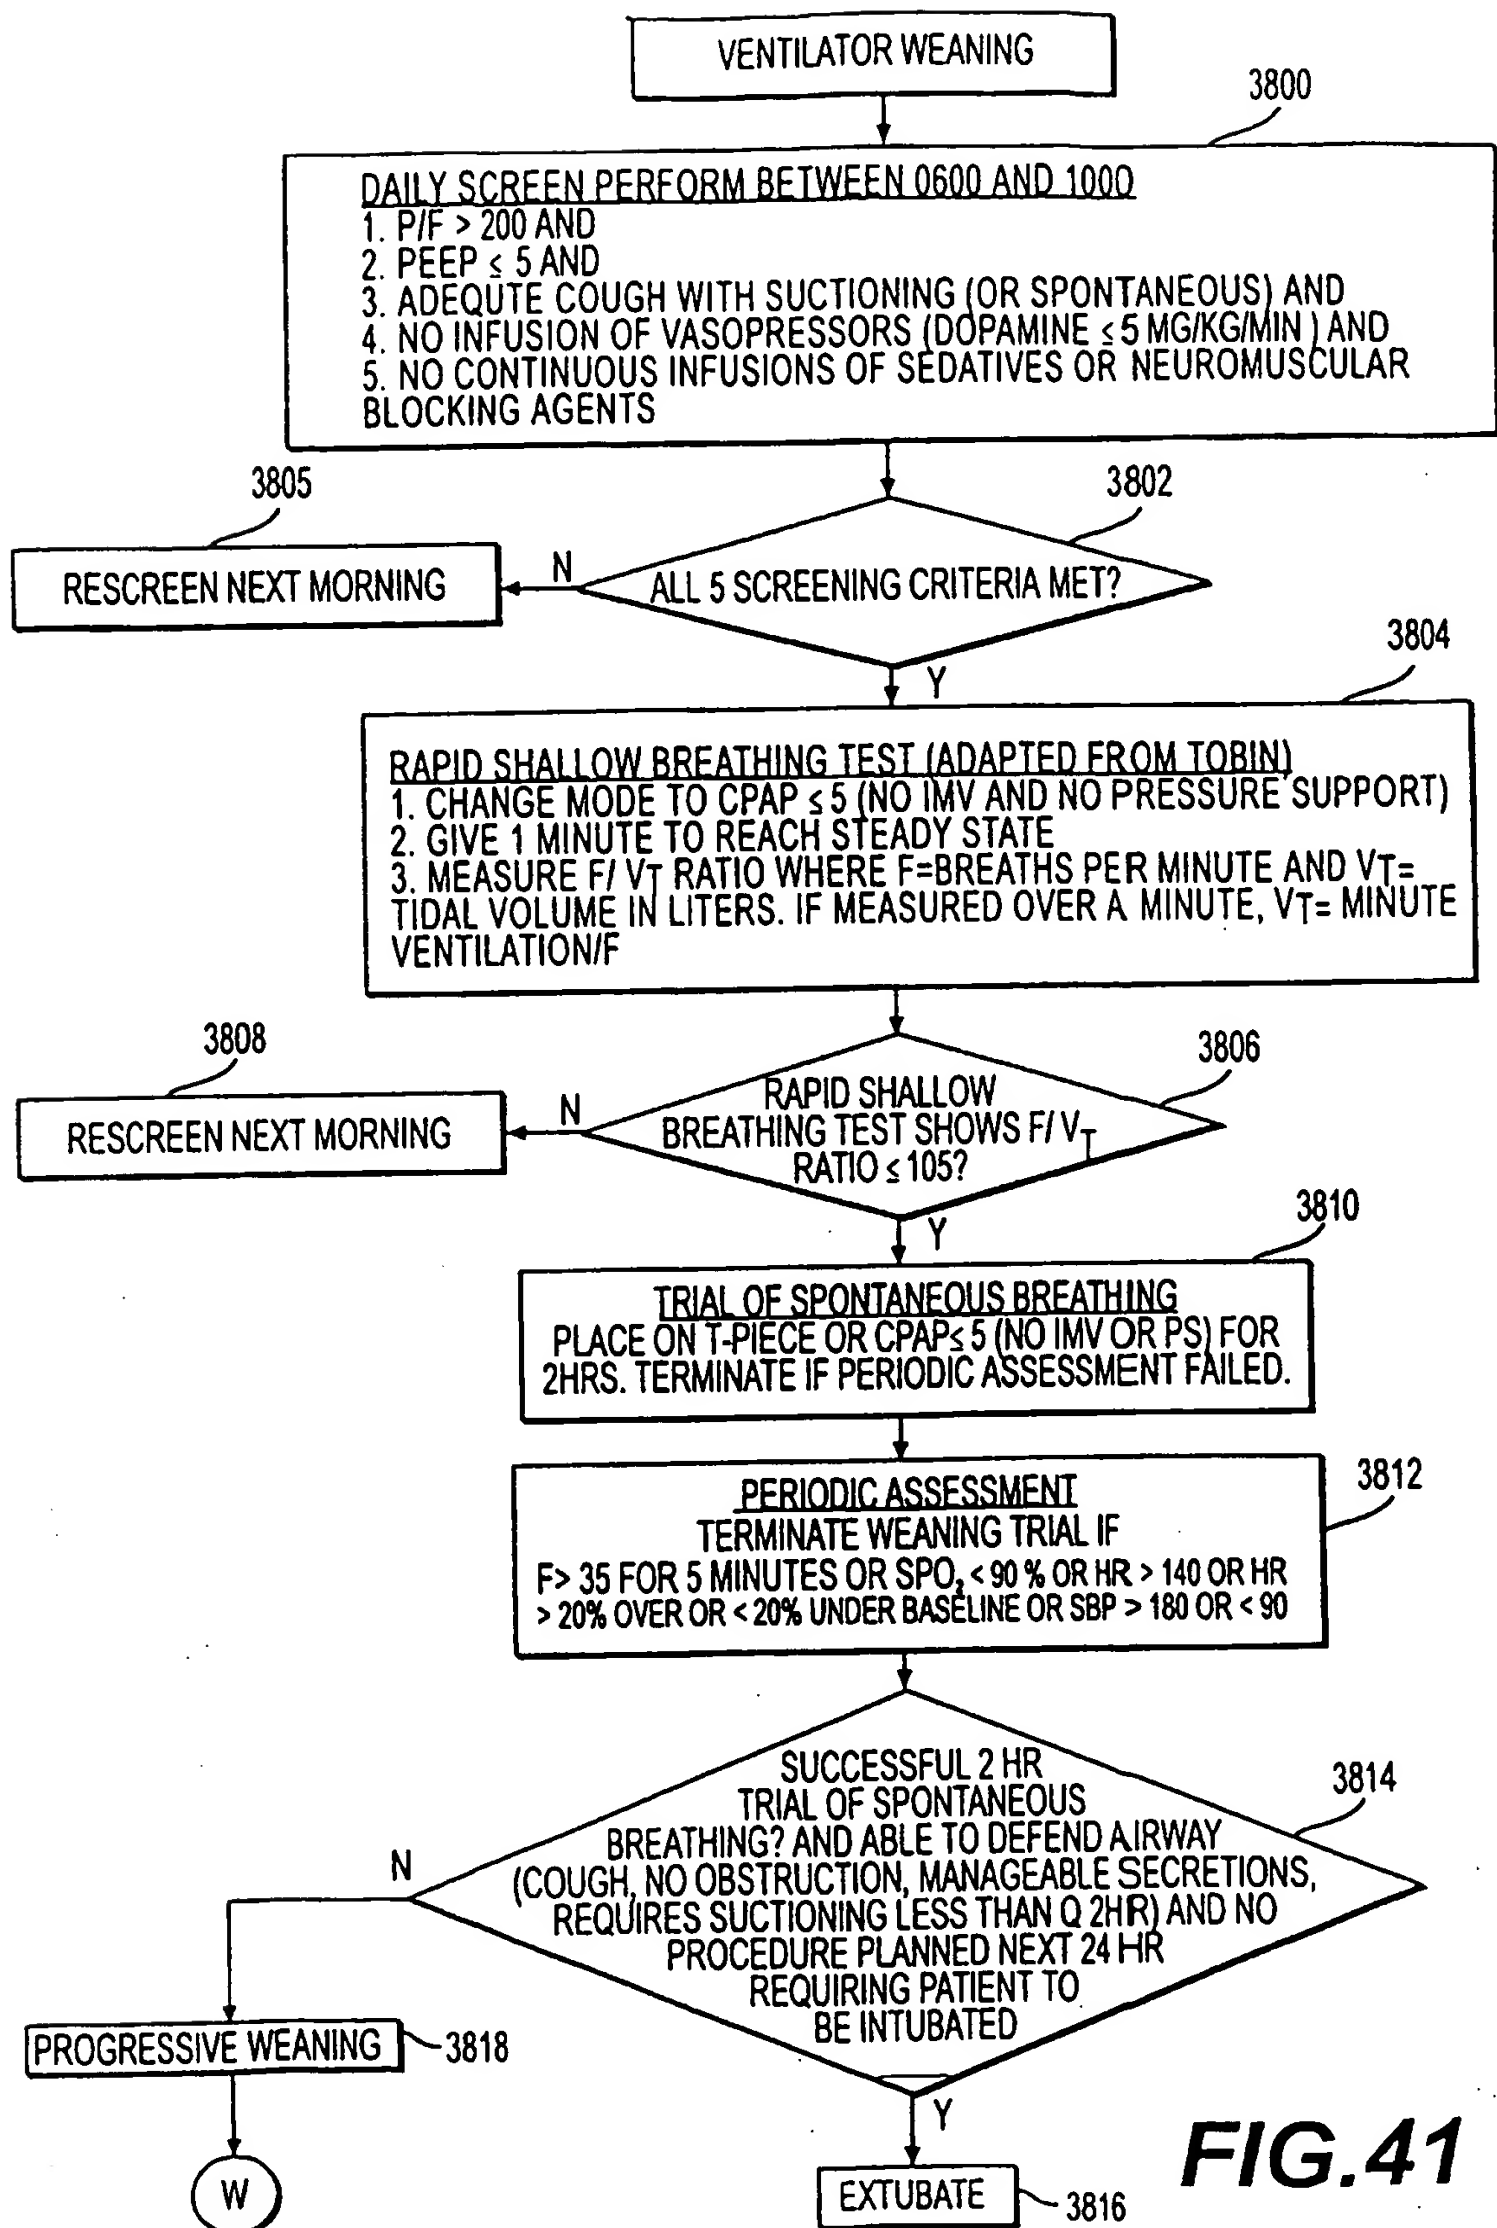 VENTILATOR WEANING
3800
DAILY SCREEN PERFORM BETWEEN 0600 AND 1000
1. P/F > 200 AND
2. PEEP ≤ 5 AND
3. ADEQUTE COUGH WITH SUCTIONING (OR SPONTANEOUS) AND
4. NO INFUSION OF VASOPRESSORS (DOPAMINE ≤ 5 MG/KG/MIN ) AND
5. NO CONTINUOUS INFUSIONS OF SEDATIVES OR NEUROMUSCULAR
BLOCKING AGENTS
3805
3802
RESCREEN NEXT MORNING
N
ALL 5 SCREENING CRITERIA MET?
Y
3804
RAPID SHALLOW BREATHING TEST (ADAPTED FROM TOBIN)
1. CHANGE MODE TO CPAP ≤ 5 (NO IMV AND NO PRESSURE SUPPORT)
2. GIVE 1 MINUTE TO REACH STEADY STATE
3. MEASURE F/ VT RATIO WHERE F=BREATHS PER MINUTE AND VT=
TIDAL VOLUME IN LITERS. IF MEASURED OVER A MINUTE, VT= MINUTE
VENTILATION/F
3808
3806
RESCREEN NEXT MORNING
N
RAPID SHALLOW
BREATHING TEST SHOWS F/ VT
RATIO ≤ 105?
Y
3810
TRIAL OF SPONTANEOUS BREATHING
PLACE ON T-PIECE OR CPAP≤ 5 (NO IMV OR PS) FOR
2HRS. TERMINATE IF PERIODIC ASSESSMENT FAILED.
3812
PERIODIC ASSESSMENT
TERMINATE WEANING TRIAL IF
F> 35 FOR 5 MINUTES OR SPO2 < 90 % OR HR > 140 OR HR
> 20% OVER OR < 20% UNDER BASELINE OR SBP > 180 OR < 90
3814
SUCCESSFUL 2 HR
TRIAL OF SPONTANEOUS
BREATHING? AND ABLE TO DEFEND AIRWAY
(COUGH, NO OBSTRUCTION, MANAGEABLE SECRETIONS,
REQUIRES SUCTIONING LESS THAN Q 2HR) AND NO
PROCEDURE PLANNED NEXT 24 HR
REQUIRING PATIENT TO
BE INTUBATED
N
PROGRESSIVE WEANING
3818
W
Y
EXTUBATE
3816
FIG.41